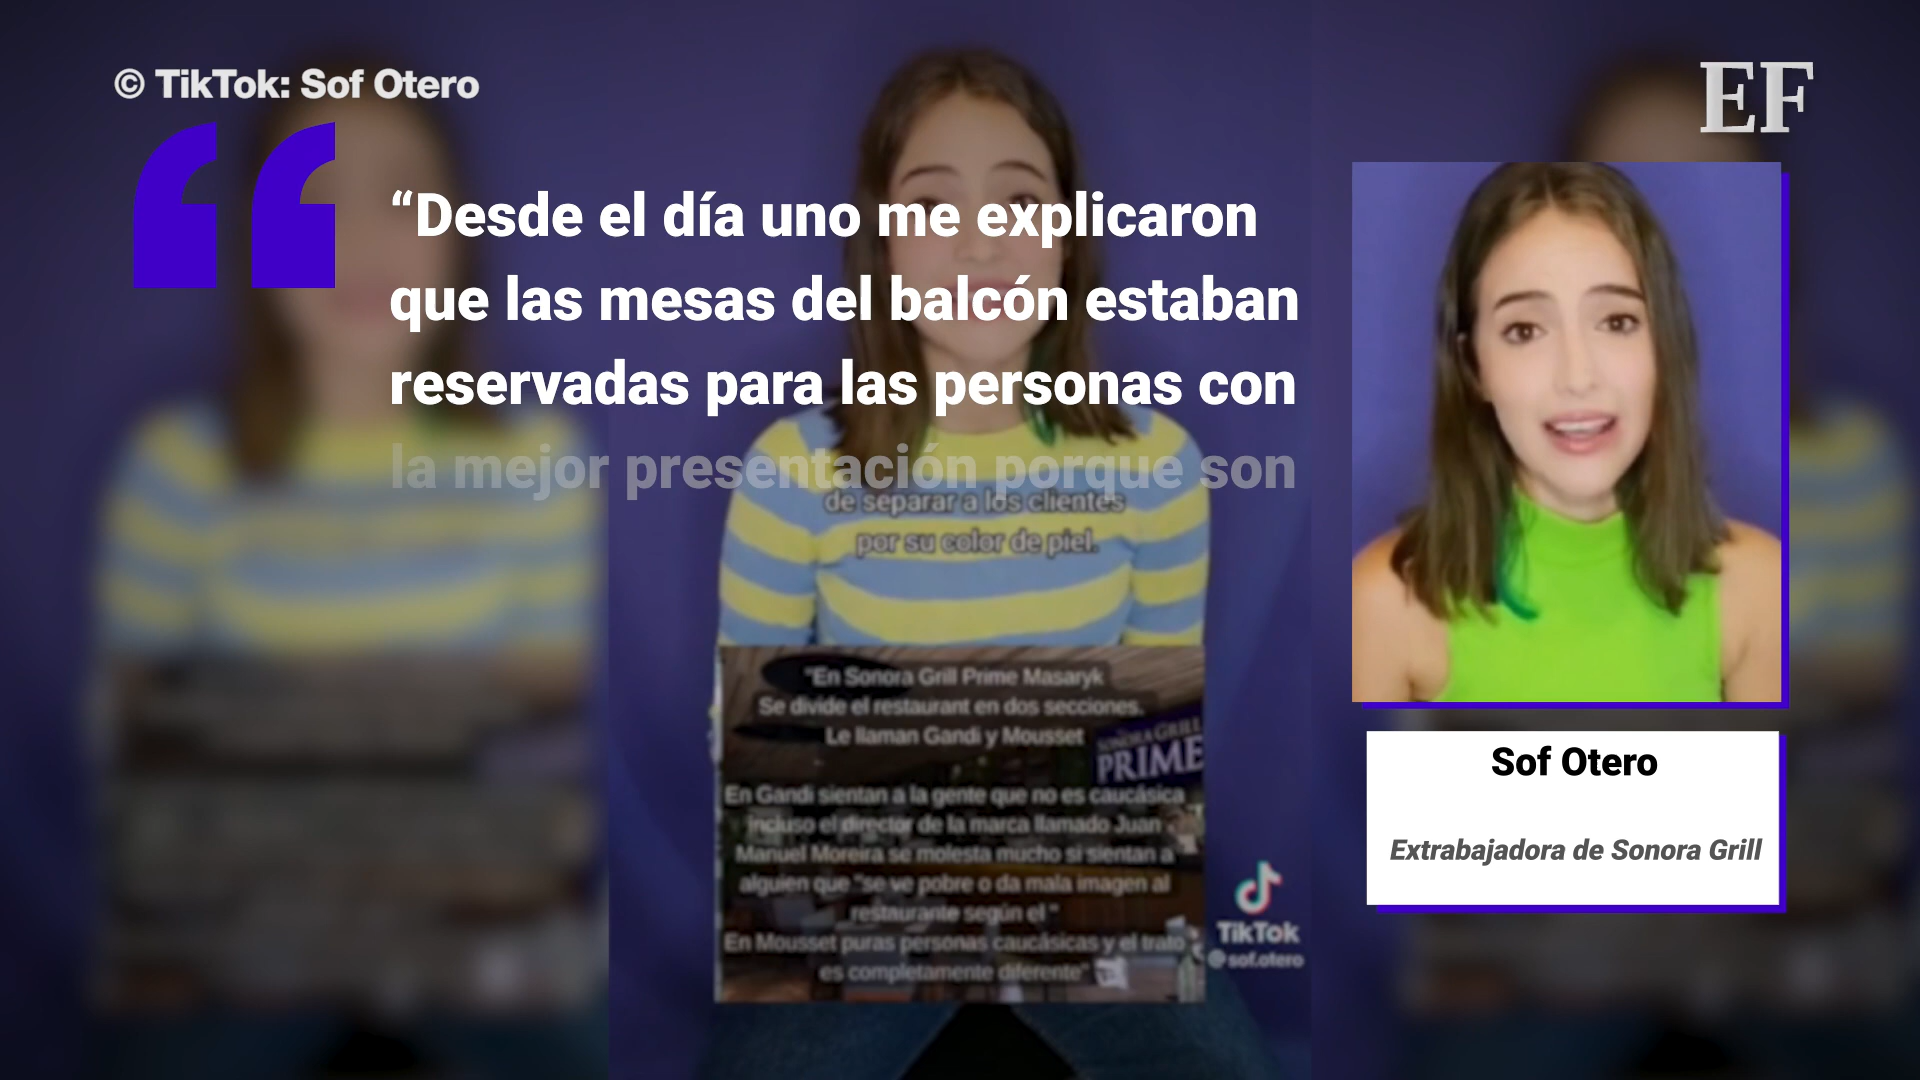 © TikTok: Sof Otero
EF
“Desde el día uno me explicaron
que las mesas del balcón estaban
reservadas para las personas con
la mejor presentación porque son
de separar a los clientes
por su color de piel.
"En Sonora Grill Prime Masaryk
Se divide el restaurant en dos secciones.
Le llaman Gandi y Mousset
SONORA GRILL
PRIME
En Gandi sientan a la gente que no es caucásica
incluso el director de la marca llamado Juan
Manuel Moreira se molesta mucho si sientan a
alguien que "se ve pobre o da mala imagen al
restaurante según el "
En Mousset puras personas caucásicas y el trato
es completamente diferente"
TikTok
@sof.otero
Sof Otero
Extrabajadora de Sonora Grill